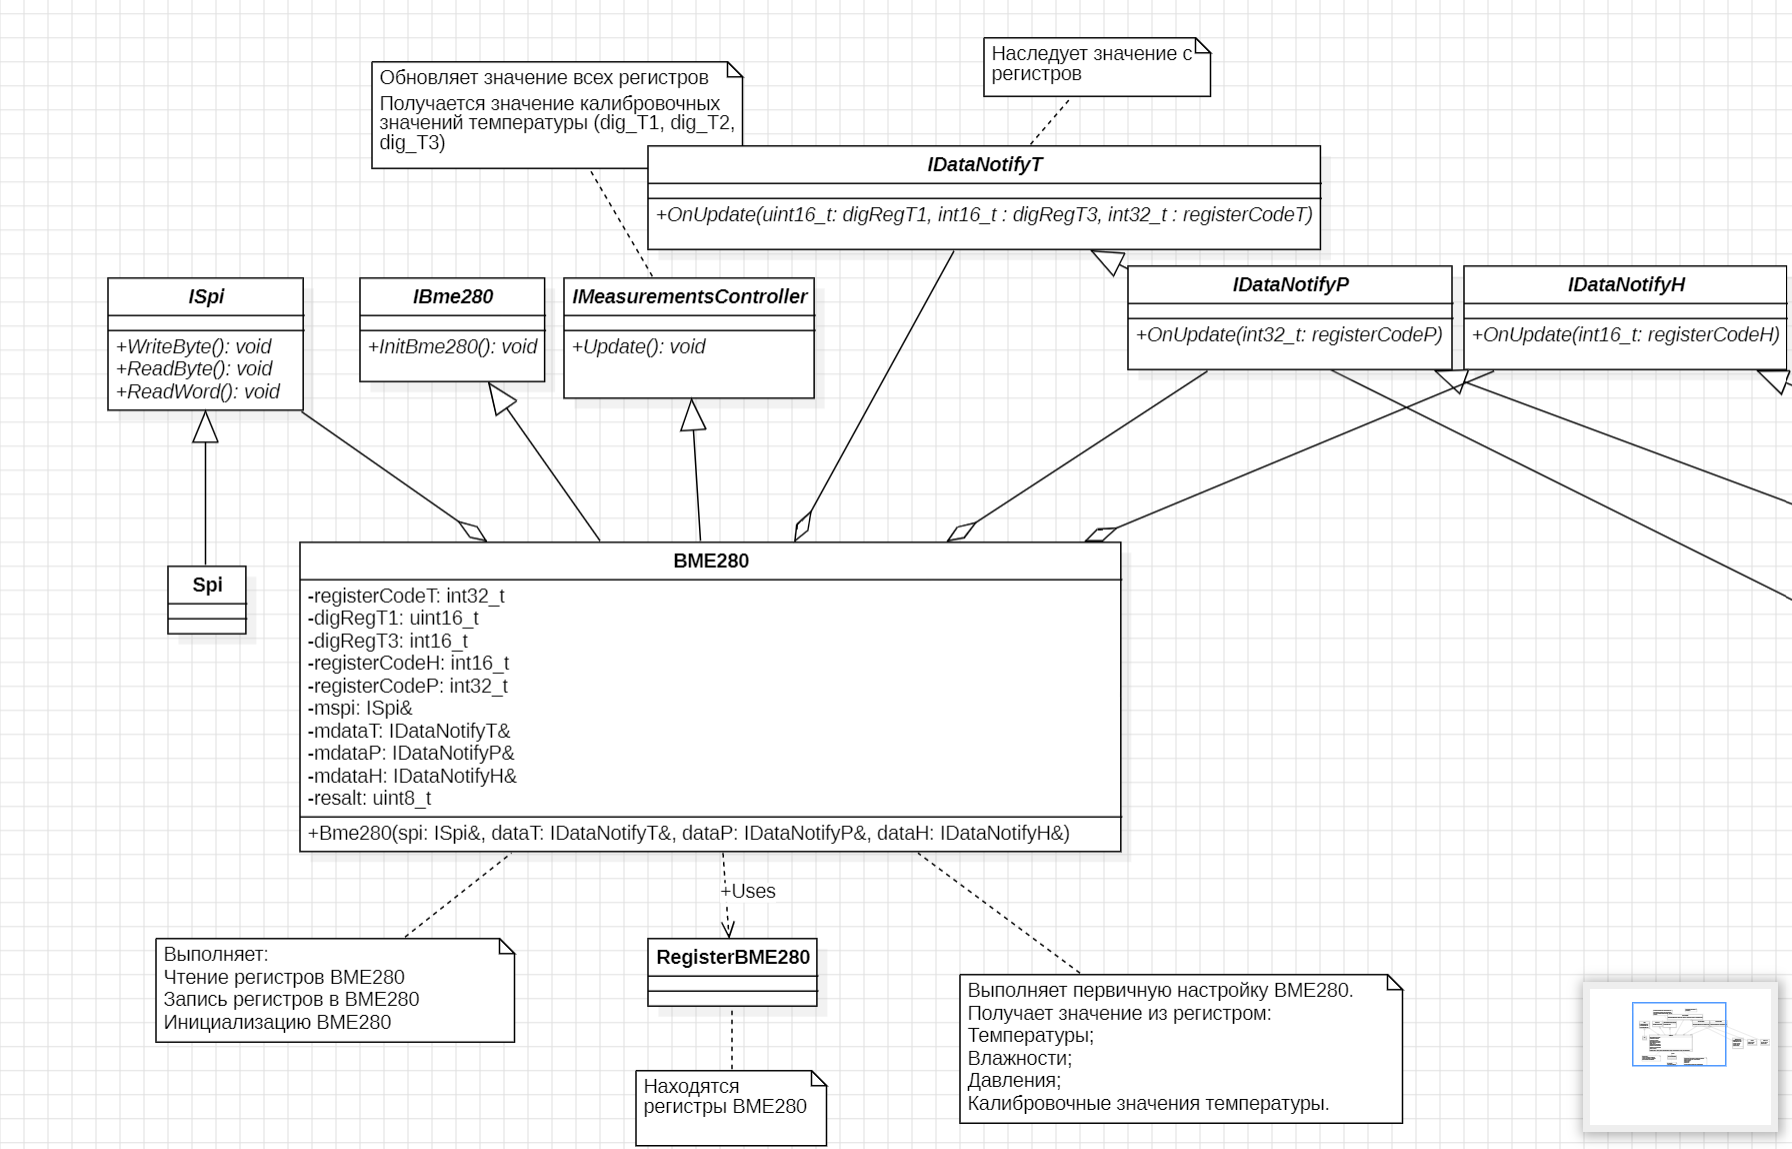 Наследует значение с
регистров
Обновляет значение всех регистров
Получается значение калибровочных
значений температуры (dig_T1, dig_T2,
dig_T3)
IDataNotifyT
+OnUpdate(uint16_t: digRegT1, int16_t : digRegT3, int32_t : registerCodeT)
ISpi
+WriteByte(): void
+ReadByte(): void
+ReadWord(): void
IBme280
+InitBme280(): void
IMeasurementsController
+Update(): void
IDataNotifyP
+OnUpdate(int32_t: registerCodeP)
IDataNotifyH
+OnUpdate(int16_t: registerCodeH)
Spi
BME280
-registerCodeT: int32_t
-digRegT1: uint16_t
-digRegT3: int16_t
-registerCodeH: int16_t
-registerCodeP: int32_t
-mspi: ISpi&
-mdataT: IDataNotifyT&
-mdataP: IDataNotifyP&
-mdataH: IDataNotifyH&
-resalt: uint8_t
+Bme280(spi: ISpi&, dataT: IDataNotifyT&, dataP: IDataNotifyP&, dataH: IDataNotifyH&)
+Uses
Выполняет:
Чтение регистров BME280
Запись регистров в BME280
Инициализацию BME280
RegisterBME280
Находятся
регистры BME280
Выполняет первичную настройку BME280.
Получает значение из регистром:
Температуры;
Влажности;
Давления;
Калибровочные значения температуры.